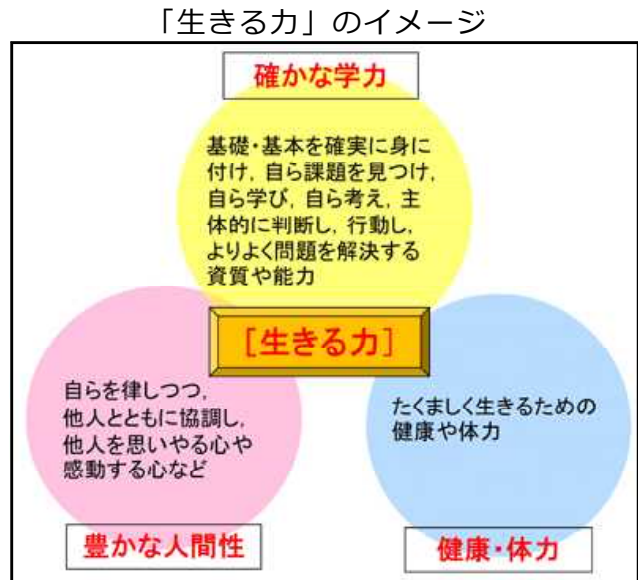 「生きる力」のイメージ
確かな学力
基礎・基本を確実に身に
付け，自ら課題を見つけ，
自ら学び，自ら考え，主
体的に判断し，行動し，
よりよく問題を解決する
資質や能力
［生きる力］
自らを律しつつ，
他人とともに協調し，
他人を思いやる心や
感動する心など
たくましく生きるための
健康や体力
豊かな人間性
健康・体力